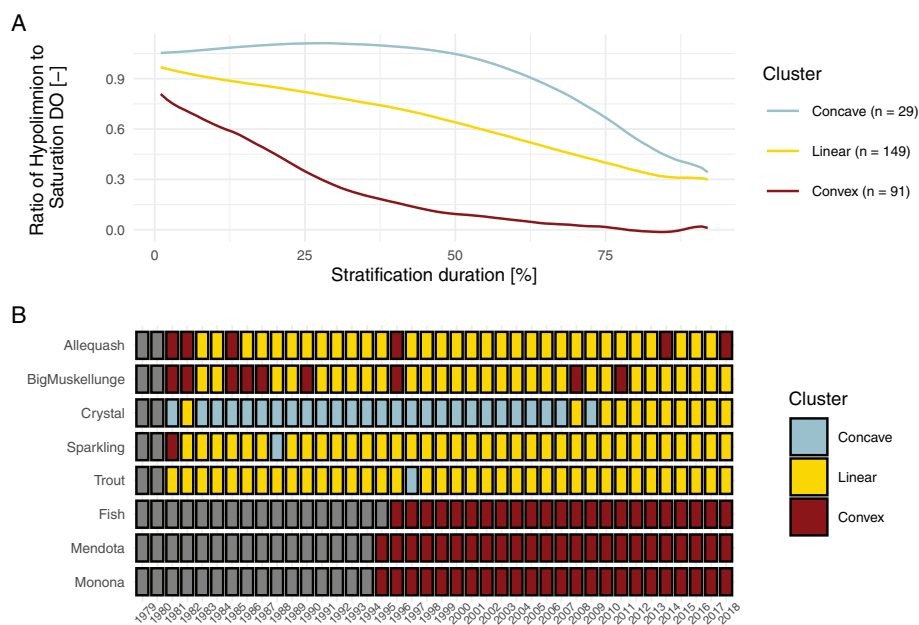 A
Ratio of Hypolimnion to
Saturation DO [-]
0.9
0.6
0.3
0.0
0
25
50
75
Stratification duration [%]
Cluster
Concave (n = 29)
Linear (n = 149)
Convex (n = 91)
B
Allequash
BigMuskellunge
Crystal
Sparkling
Trout
Fish
Mendota
Monona
1979 1980 1981 1982 1983 1984 1985 1986 1987 1988 1989 1990 1991 1992 1993 1994 1995 1996 1997 1998 1999 2000 2001 2002 2003 2004 2005 2006 2007 2008 2009 2010 2011 2012 2013 2014 2015 2016 2017 2018
Cluster
Concave
Linear
Convex